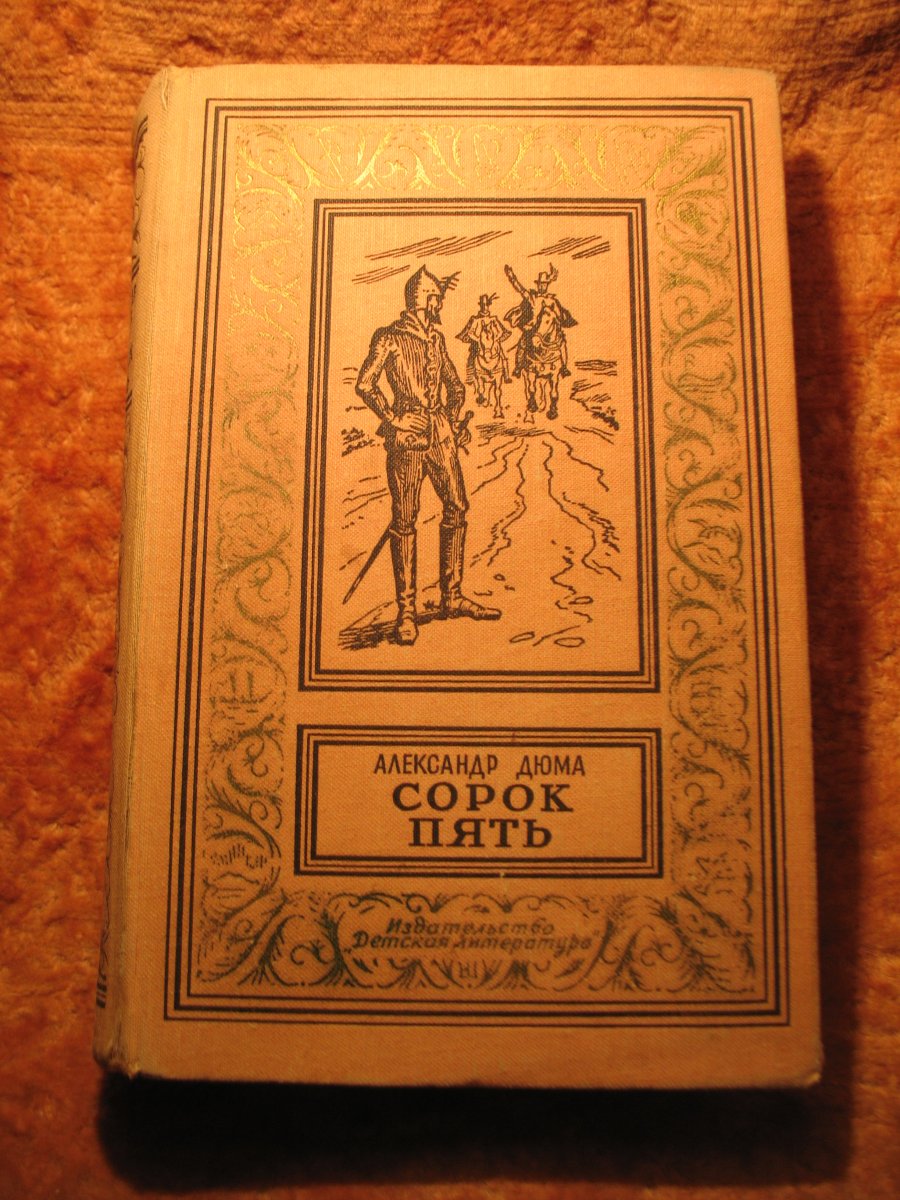 АЛЕКСАНДР ДЮМА
СОРОК
ПЯТЬ
Издательство
"Детская литература"